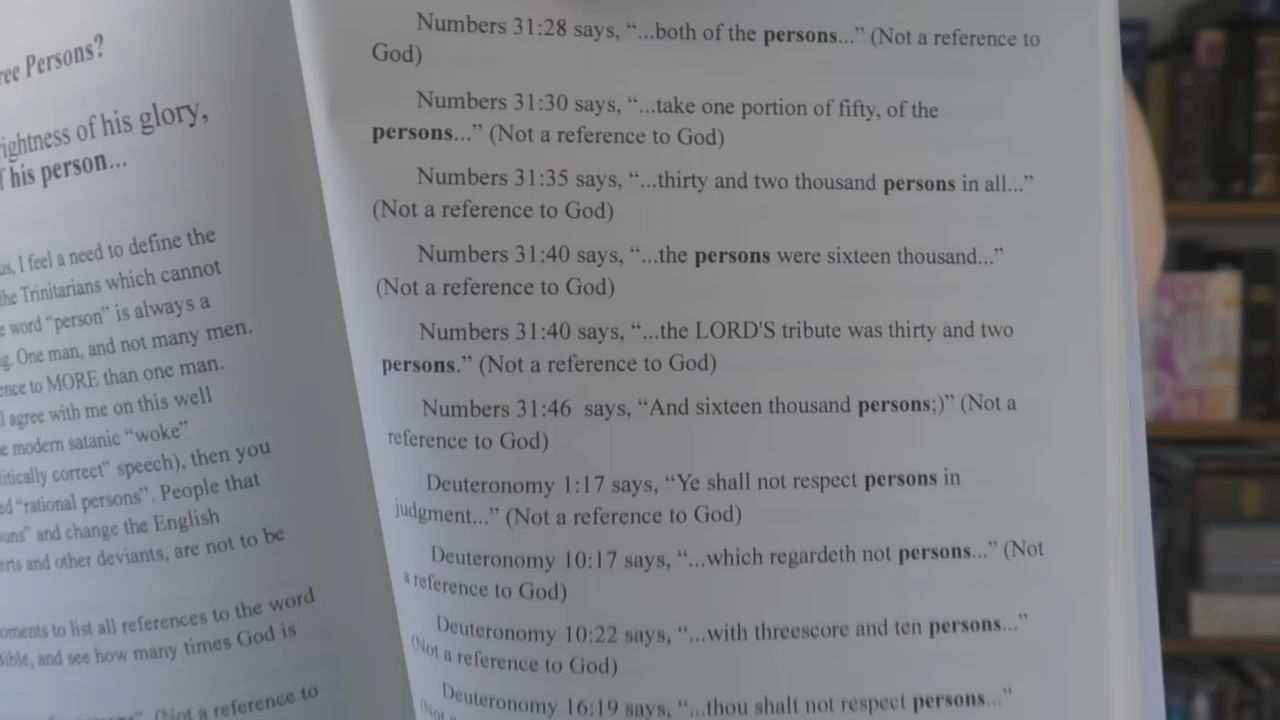 ree Persons?
ightness of his glory,
f his person...
us, I feel a need to define the
the Trinitarians which cannot
e word “person” is always a
g. One man, and not many men.
ence to MORE than one man.
l agree with me on this well
e modern satanic “woke”
litically correct” speech), then you
ed “rational persons”. People that
ouns” and change the English
erts and other deviants, are not to be
oments to list all references to the word
Bible, and see how many times God is
(Not a reference to
Numbers 31:28 says, “...both of the persons...” (Not a reference to
God)
Numbers 31:30 says, “...take one portion of fifty, of the
persons...” (Not a reference to God)
Numbers 31:35 says, “...thirty and two thousand persons in all...”
(Not a reference to God)
Numbers 31:40 says, “...the persons were sixteen thousand...”
(Not a reference to God)
Numbers 31:40 says, “...the LORD'S tribute was thirty and two
persons.” (Not a reference to God)
Numbers 31:46 says, “And sixteen thousand persons;)” (Not a
reference to God)
Deuteronomy 1:17 says, “Ye shall not respect persons in
judgment...” (Not a reference to God)
Deuteronomy 10:17 says, “...which regardeth not persons...” (Not
a reference to God)
Deuteronomy 10:22 says, “...with threescore and ten persons...”
(Not a reference to God)
Deuteronomy 16:19 says, “...thou shalt not respect persons...”
(Not